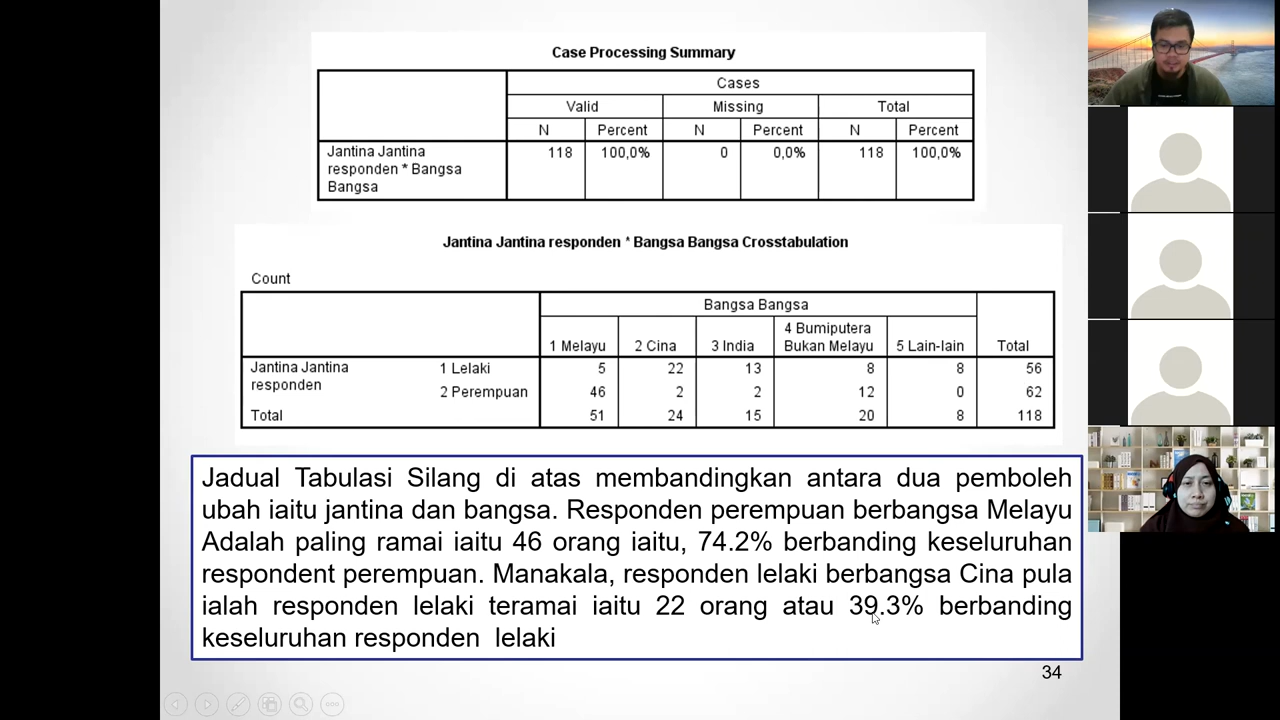 Case Processing Summary
Cases
Valid Missing Total
N Percent N Percent N Percent
Jantina Jantina responden * Bangsa Bangsa 118 100,0% 0 0,0% 118 100,0%
Jantina Jantina responden * Bangsa Bangsa Crosstabulation
Count
Bangsa Bangsa
1 Melayu 2 Cina 3 India 4 Bumiputera Bukan Melayu 5 Lain-lain Total
Jantina Jantina responden 1 Lelaki 5 22 13 8 8 56
2 Perempuan 46 2 2 12 0 62
Total 51 24 15 20 8 118
Jadual Tabulasi Silang di atas membandingkan antara dua pemboleh
ubah iaitu jantina dan bangsa. Responden perempuan berbangsa Melayu
Adalah paling ramai iaitu 46 orang iaitu, 74.2% berbanding keseluruhan
respondent perempuan. Manakala, responden lelaki berbangsa Cina pula
ialah responden lelaki teramai iaitu 22 orang atau 39.3% berbanding
keseluruhan responden lelaki
34